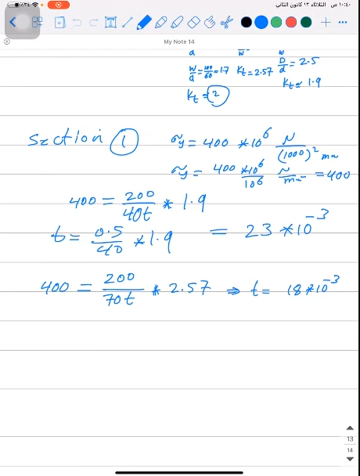 ١٠:٤٠ ص الثلاثاء ١٣ كانون الثاني
My Note 14
d w w
w/d = 100/60 = 1.7 Kt = 2.57 D/d = 2.5
Kt = 2 Kt = 1.9
Section 1 σy = 400 * 10^6 N/(1000)^2 mm
σy = 400 * 10^6/10^6 N/mm = 400
400 = 200/40t * 1.9
t = 0.5/40 * 1.9 = 23 * 10^-3
400 = 200/70t * 2.57 ⇒ t = 18 * 10^-3
13
14